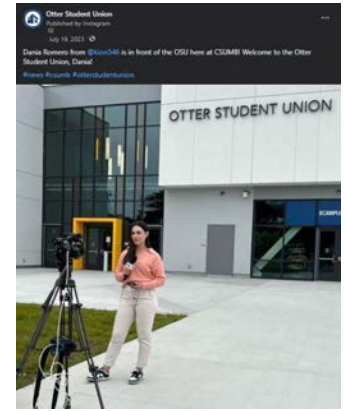 Otter Student Union
Published by Instagram
July 19, 2023
Dania Romero from @kion546 is in front of the OSU here at CSUMB! Welcome to the Otter
Student Union, Dania!
#news #csumb #otterstudentunion
OTTER STUDENT UNION